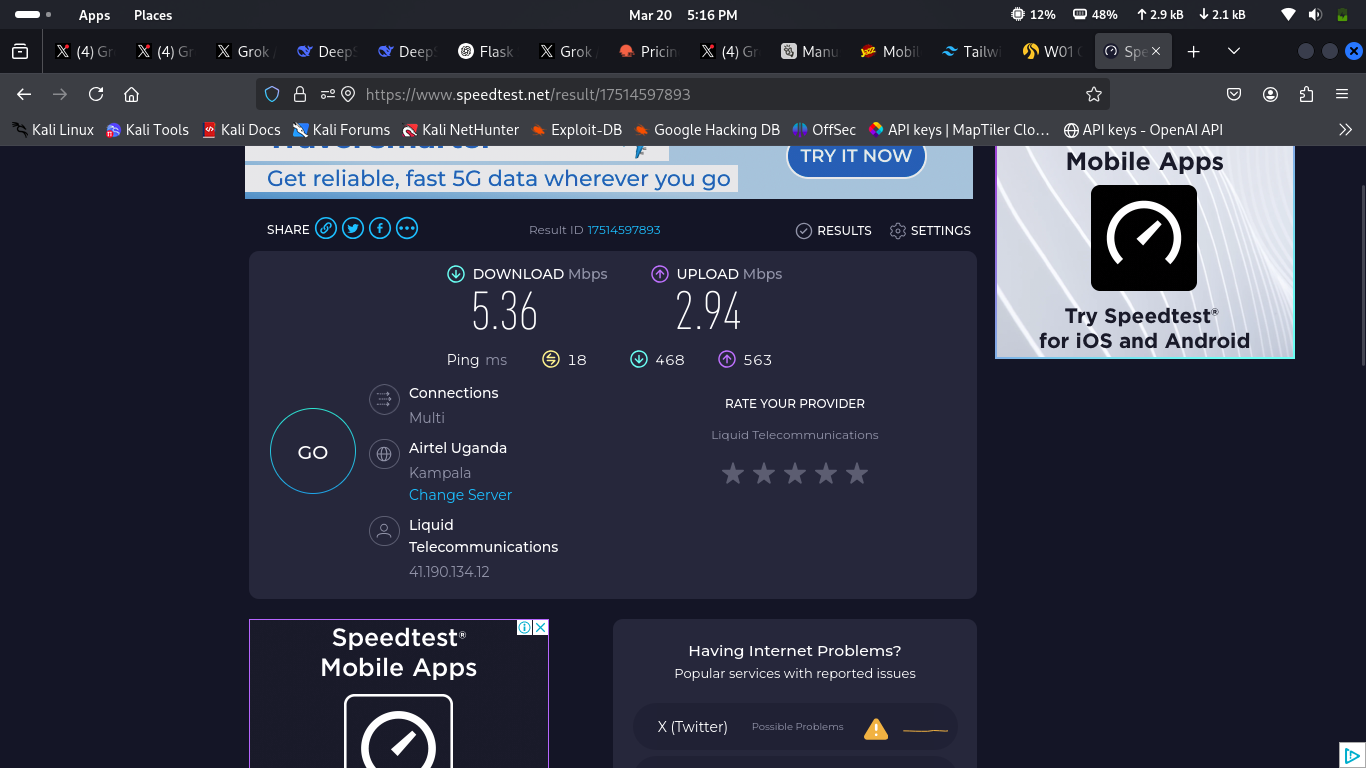 Apps Places Mar 20 5:16 PM 12% 48% 2.9 kB 2.1 kB
(4) Gr (4) Gr Grok / DeepS DeepS Flask Grok / Pricin (4) Gr Manu Mobil Tailwi W01 C Spe
https://www.speedtest.net/result/17514597893
Kali Linux Kali Tools Kali Docs Kali Forums Kali NetHunter Exploit-DB Google Hacking DB OffSec API keys | MapTiler Clo… API keys - OpenAI API
TRY IT NOW
Get reliable, fast 5G data wherever you go
Mobile Apps
Try Speedtest®
for iOS and Android
SHARE Result ID 17514597893 RESULTS SETTINGS
DOWNLOAD Mbps UPLOAD Mbps
5.36 2.94
Ping ms 18 468 563
GO
Connections
Multi
Airtel Uganda
Kampala
Change Server
Liquid
Telecommunications
41.190.134.12
RATE YOUR PROVIDER
Liquid Telecommunications
Speedtest®
Mobile Apps
Having Internet Problems?
Popular services with reported issues
X (Twitter) Possible Problems